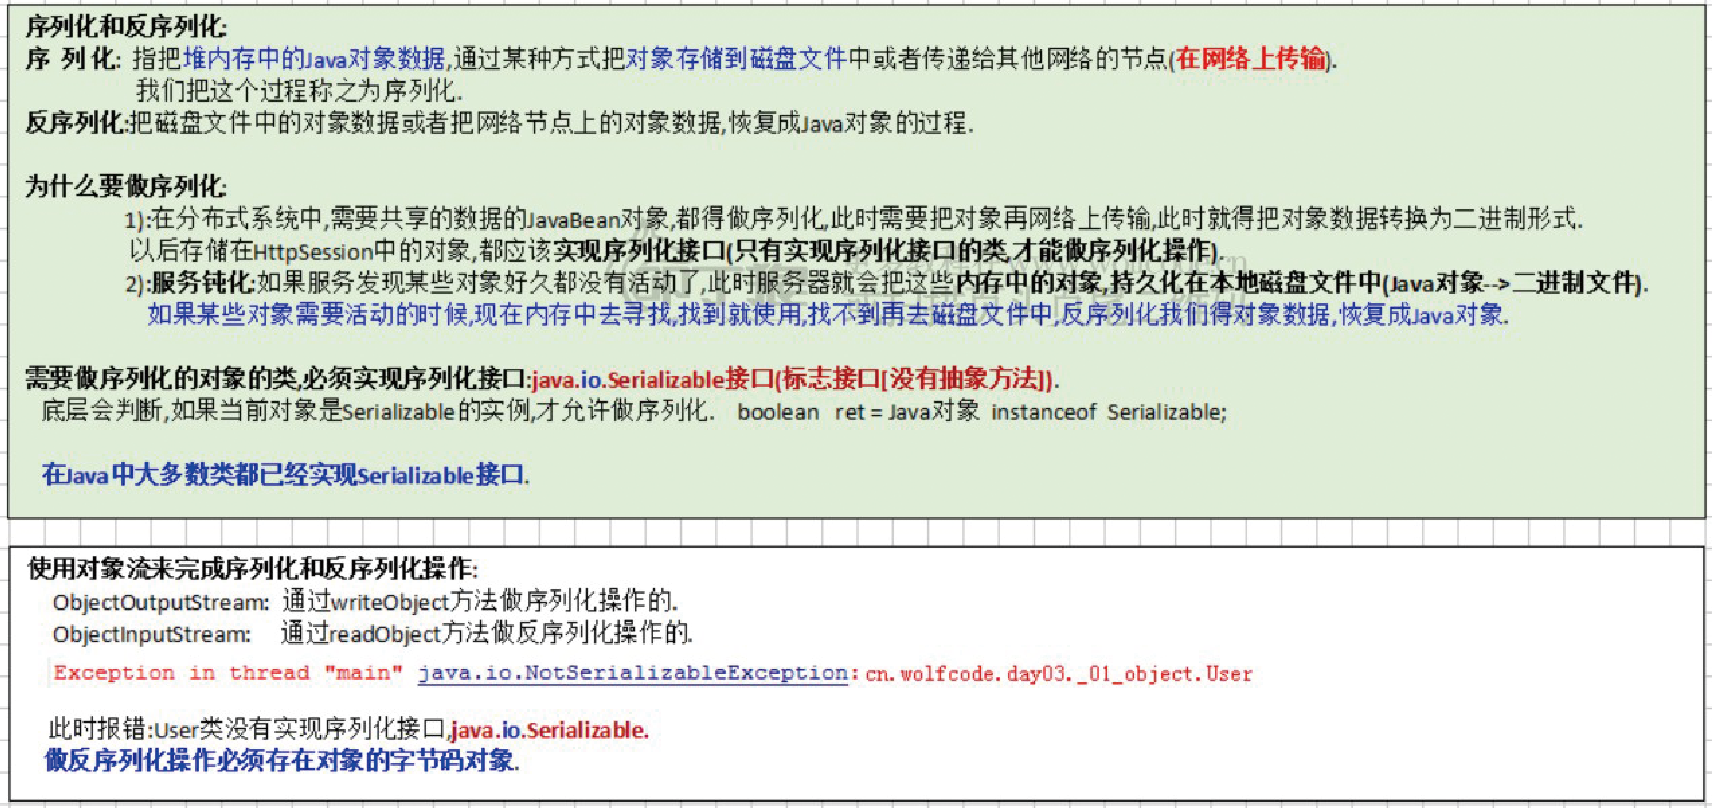 序列化和反序列化:
序 列 化: 指把堆内存中的Java对象数据,通过某种方式把对象存储到磁盘文件中或者传递给其他网络的节点(在网络上传输).
我们把这个过程称之为序列化.
反序列化:把磁盘文件中的对象数据或者把网络节点上的对象数据,恢复成Java对象的过程.
为什么要做序列化:
1):在分布式系统中,需要共享的数据的JavaBean对象,都得做序列化,此时需要把对象再网络上传输,此时就得把对象数据转换为二进制形式.
以后存储在HttpSession中的对象,都应该实现序列化接口(只有实现序列化接口的类,才能做序列化操作).
2):服务钝化:如果服务发现某些对象好久都没有活动了,此时服务器就会把这些内存中的对象,持久化在本地磁盘文件中(Java对象-->二进制文件).
如果某些对象需要活动的时候,现在内存中去寻找,找到就使用,找不到再去磁盘文件中,反序列化我们得对象数据,恢复成Java对象.
需要做序列化的对象的类,必须实现序列化接口:java.io.Serializable接口(标志接口[没有抽象方法]).
底层会判断,如果当前对象是Serializable的实例,才允许做序列化. boolean ret = Java对象 instanceof Serializable;
在Java中大多数类都已经实现Serializable接口.
使用对象流来完成序列化和反序列化操作:
ObjectOutputStream: 通过writeObject方法做序列化操作的.
ObjectInputStream: 通过readObject方法做反序列化操作的.
Exception in thread "main" java.io.NotSerializableException: cn.wolfcode.day03._01_object.User
此时报错:User类没有实现序列化接口,java.io.Serializable.
做反序列化操作必须存在对象的字节码对象.